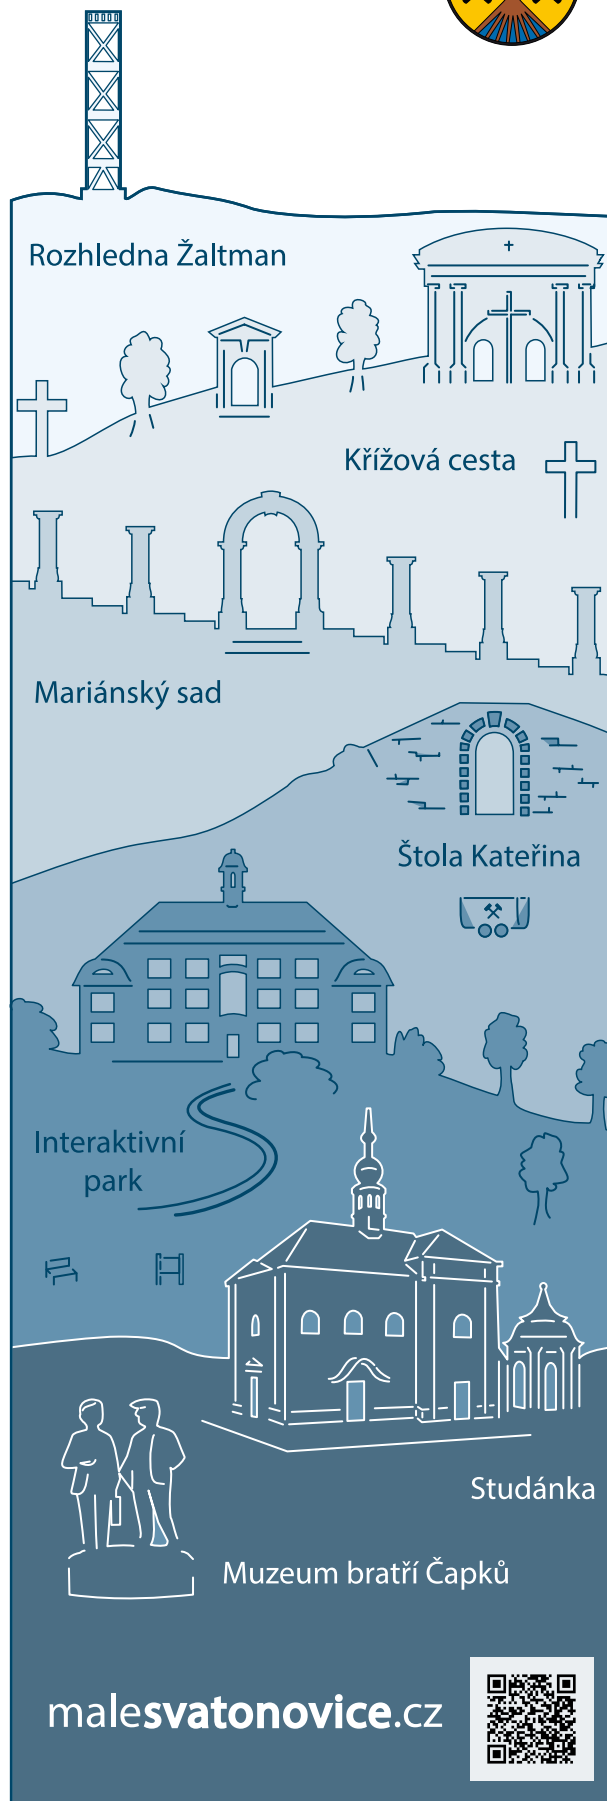 Rozhledna Žaltman
Křížová cesta
Mariánský sad
Štola Kateřina
Interaktivní
park
Studánka
Muzeum bratří Čapků
malesvatonovice.cz